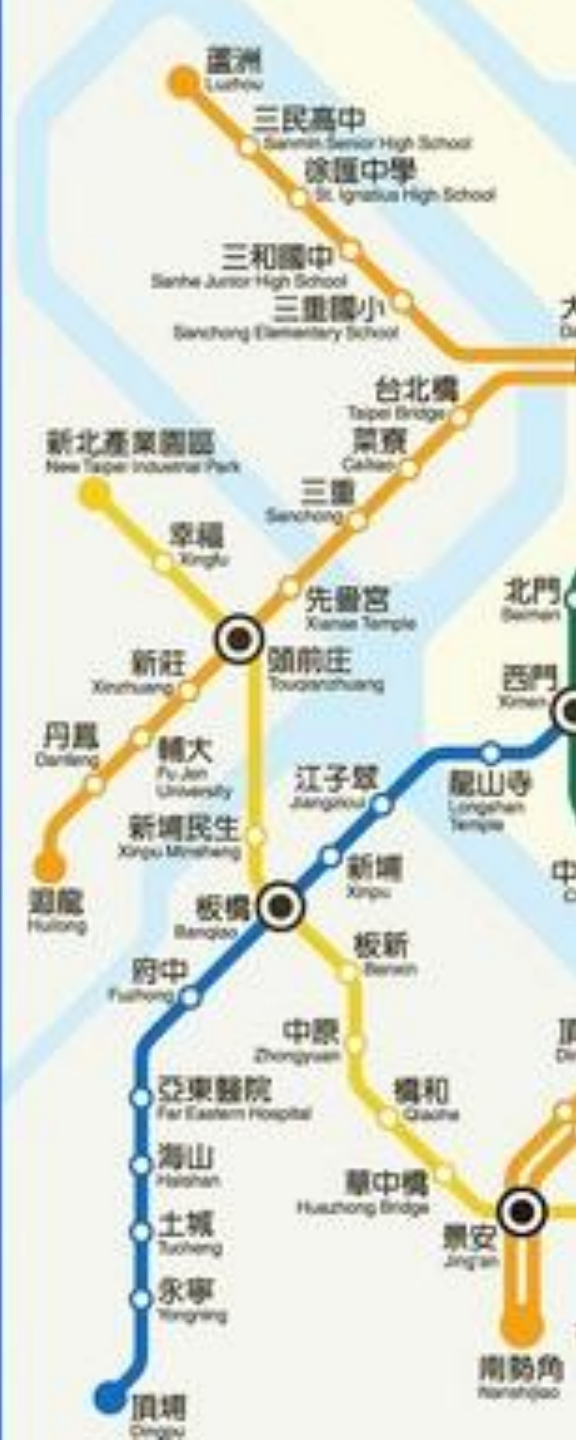 蘆洲
Luzhou
三民高中
Sanmin Senior High School
徐匯中學
St. Ignatius High School
三和國中
Sanhe Junior High School
三重國小
Sanchong Elementary School
台北橋
Taipei Bridge
菜寮
Cailiao
三重
Sanchong
新北產業園區
New Taipei Industrial Park
幸福
Xingfu
先嗇宮
Xianse Temple
頭前庄
Touqianzhuang
新莊
Xinzhuang
北門
Beimen
西門
Ximen
丹鳳
Danfeng
輔大
Fu Jen
University
江子翠
Jiangzicui
龍山寺
Longshan
Temple
新埔民生
Xinpu Minsheng
新埔
Xinpu
迴龍
Huilong
板橋
Banqiao
板新
Banxin
府中
Fuzhong
中原
Zhongyuan
亞東醫院
Far Eastern Hospital
橋和
Qiaohe
海山
Haishan
華中橋
Huazhong Bridge
土城
Tucheng
景安
Jing'an
永寧
Yongning
南勢角
Nanshijiao
頂埔
Dingpu